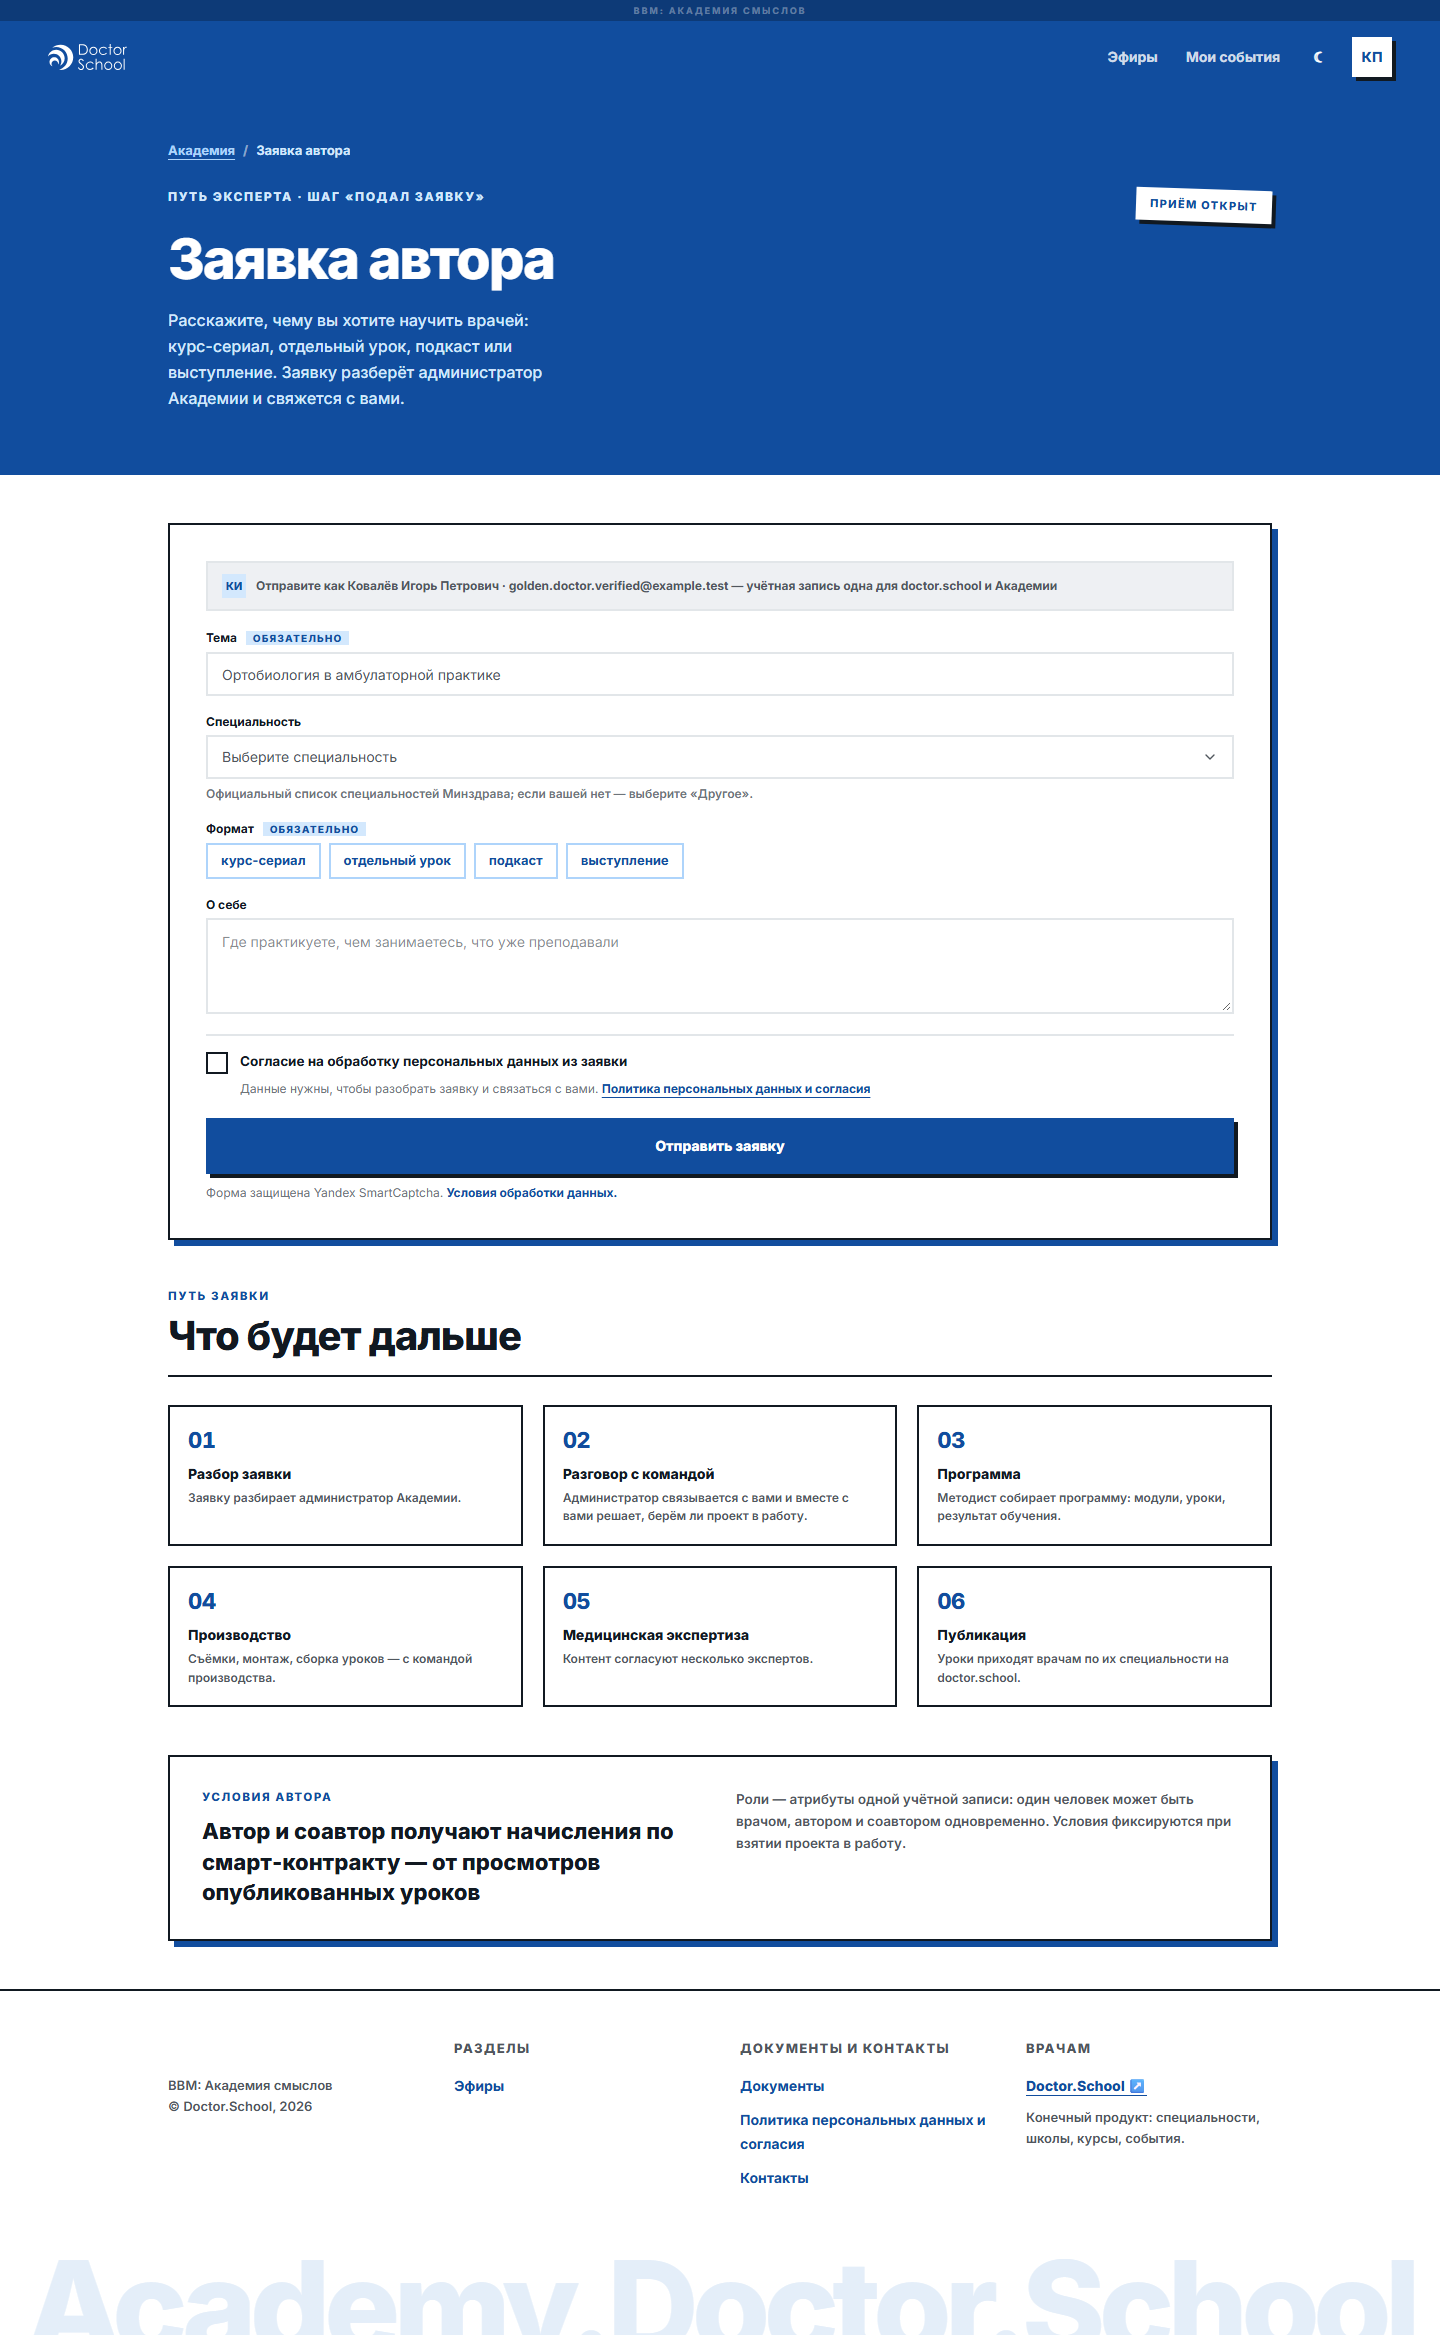 ВВМ: АКАДЕМИЯ СМЫСЛОВ
Doctor
School
Эфиры
Мои события
КП
Академия / Заявка автора
ПУТЬ ЭКСПЕРТА · ШАГ «ПОДАЛ ЗАЯВКУ»
ПРИЁМ ОТКРЫТ
Заявка автора
Расскажите, чему вы хотите научить врачей:
курс-сериал, отдельный урок, подкаст или
выступление. Заявку разберёт администратор
Академии и свяжется с вами.
КИ Отправите как Ковалёв Игорь Петрович · golden.doctor.verified@example.test — учётная запись одна для doctor.school и Академии
Тема ОБЯЗАТЕЛЬНО
Ортобиология в амбулаторной практике
Специальность
Выберите специальность
Официальный список специальностей Минздрава; если вашей нет — выберите «Другое».
Формат ОБЯЗАТЕЛЬНО
курс-сериал
отдельный урок
подкаст
выступление
О себе
Где практикуете, чем занимаетесь, что уже преподавали
Согласие на обработку персональных данных из заявки
Данные нужны, чтобы разобрать заявку и связаться с вами. Политика персональных данных и согласия
Отправить заявку
Форма защищена Yandex SmartCaptcha. Условия обработки данных.
ПУТЬ ЗАЯВКИ
Что будет дальше
01
Разбор заявки
Заявку разбирает администратор Академии.
02
Разговор с командой
Администратор связывается с вами и вместе с
вами решает, берём ли проект в работу.
03
Программа
Методист собирает программу: модули, уроки,
результат обучения.
04
Производство
Съёмки, монтаж, сборка уроков — с командой
производства.
05
Медицинская экспертиза
Контент согласуют несколько экспертов.
06
Публикация
Уроки приходят врачам по их специальности на
doctor.school.
УСЛОВИЯ АВТОРА
Автор и соавтор получают начисления по
смарт-контракту — от просмотров
опубликованных уроков
Роли — атрибуты одной учётной записи: один человек может быть
врачом, автором и соавтором одновременно. Условия фиксируются при
взятии проекта в работу.
ВВМ: Академия смыслов
© Doctor.School, 2026
РАЗДЕЛЫ
Эфиры
ДОКУМЕНТЫ И КОНТАКТЫ
Документы
Политика персональных данных и
согласия
Контакты
ВРАЧАМ
Doctor.School ↗
Конечный продукт: специальности,
школы, курсы, события.
Academy.Doctor.School